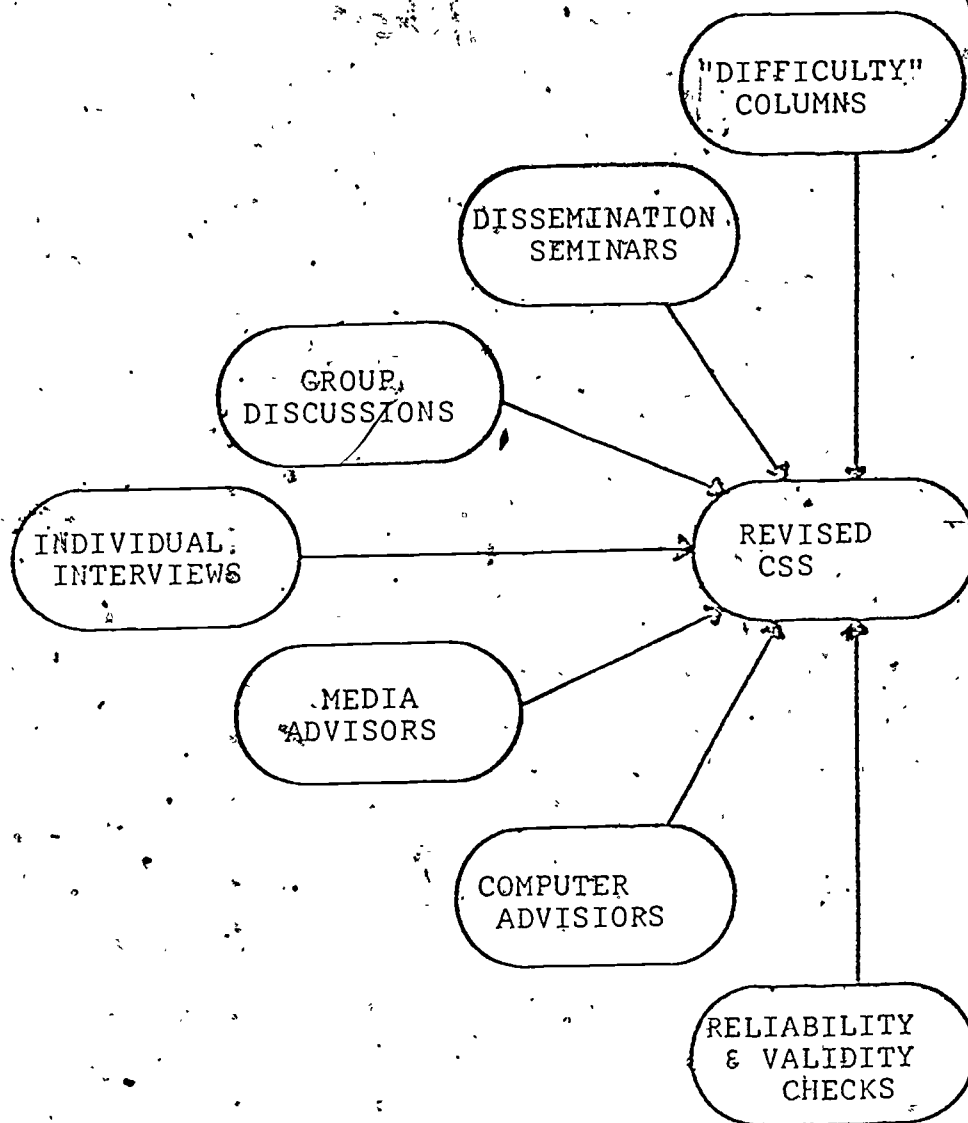 "DIFFICULTY"
COLUMNS
DISSEMINATION
SEMINARS
GROUP
DISCUSSIONS
REVISED
CSS
INDIVIDUAL
INTERVIEWS
MEDIA
ADVISORS
COMPUTER
ADVISIORS
RELIABILITY
& VALIDITY
CHECKS